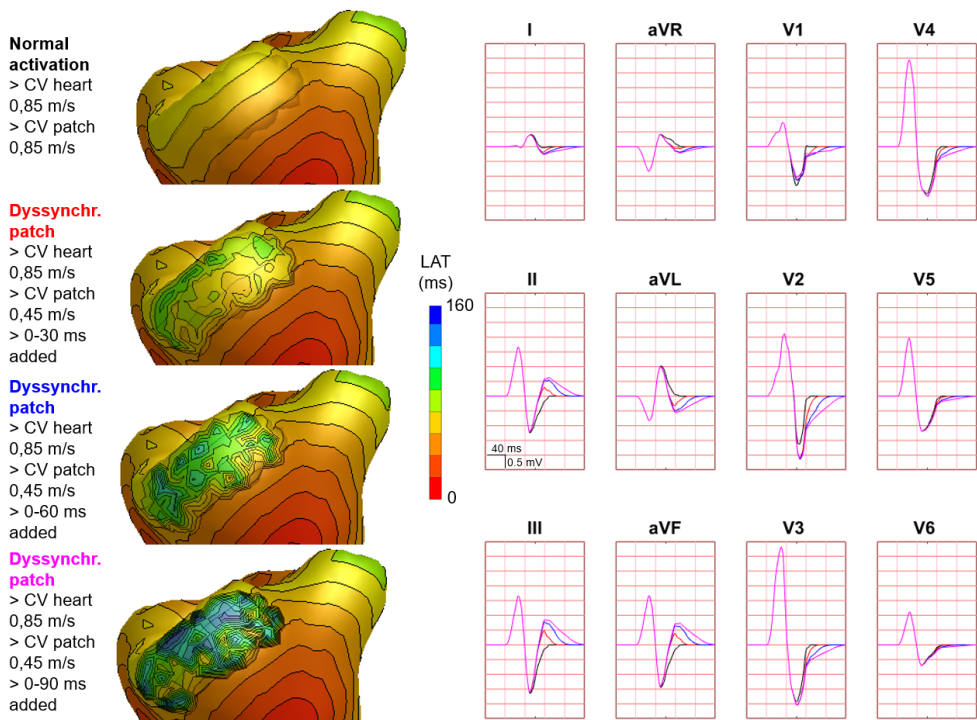 Normal
activation
> CV heart
0,85 m/s
> CV patch
0,85 m/s
Dyssynchr.
patch
> CV heart
0,85 m/s
> CV patch
0,45 m/s
> 0-30 ms
added
Dyssynchr.
patch
> CV heart
0,85 m/s
> CV patch
0,45 m/s
> 0-60 ms
added
Dyssynchr.
patch
> CV heart
0,85 m/s
> CV patch
0,45 m/s
> 0-90 ms
added
LAT
(ms)
160
0
I aVR V1 V4
II aVL V2 V5
40 ms
0.5 mV
III aVF V3 V6